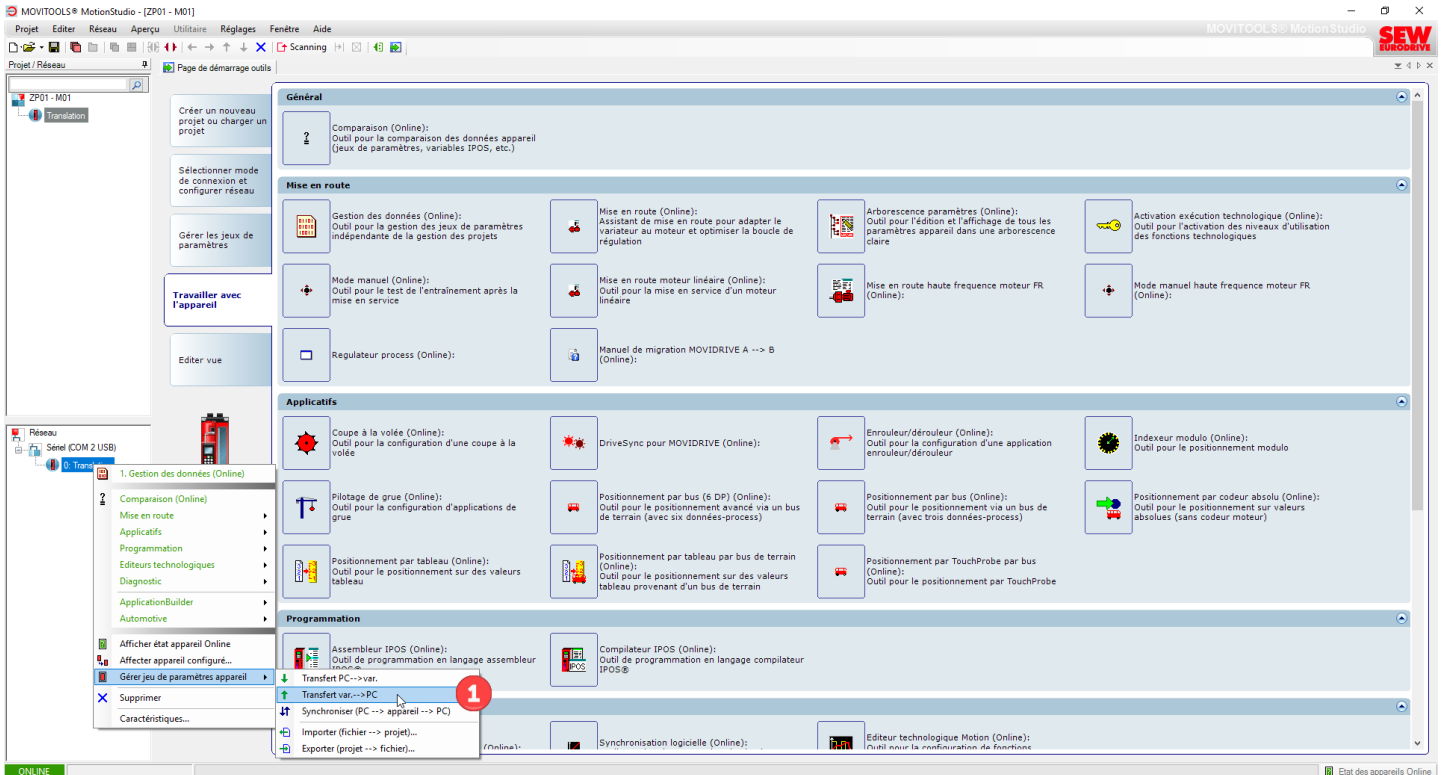 MOVITOOLS® MotionStudio - [ZP01 - M01]
Projet Editer Réseau Aperçu Utilitaire Réglages Fenêtre Aide
MOVITOOLS® MotionStudio
SEW
EURODRIVE
Scanning
Projet / Réseau
Page de démarrage outils
ZP01 - M01
Translation
Créer un nouveau
projet ou charger un
projet
Sélectionner mode
de connexion et
configurer réseau
Gérer les jeux de
paramètres
Travailler avec
l'appareil
Editer vue
Général
?
Comparaison (Online):
Outil pour la comparaison des données appareil
(jeux de paramètres, variables IPOS, etc.)
Mise en route
Gestion des données (Online):
Outil pour la gestion des jeux de paramètres
indépendante de la gestion des projets
Mise en route (Online):
Assistant de mise en route pour adapter le
variateur au moteur et optimiser la boucle de
régulation
Arborescence paramètres (Online):
Outil pour l'édition et l'affichage de tous les
paramètres appareil dans une arborescence
claire
Activation exécution technologique (Online):
Outil pour l'activation des niveaux d'utilisation
des fonctions technologiques
Mode manuel (Online):
Outil pour le test de l'entraînement après la
mise en service
Mise en route moteur linéaire (Online):
Outil pour la mise en service d'un moteur
linéaire
Mise en route haute frequence moteur FR
(Online):
Mode manuel haute frequence moteur FR
(Online):
Regulateur process (Online):
Manuel de migration MOVIDRIVE A --> B
(Online):
Applicatifs
Coupe à la volée (Online):
Outil pour la configuration d'une coupe à la
volée
DriveSync pour MOVIDRIVE (Online):
Enrouleur/dérouleur (Online):
Outil pour la configuration d'une application
enrouleur/dérouleur
Indexeur modulo (Online):
Outil pour le positionnement modulo
Pilotage de grue (Online):
Outil pour la configuration d'applications de
grue
Positionnement par bus (6 DP) (Online):
Outil pour le positionnement avancé via un bus
de terrain (avec six données-process)
Positionnement par bus (Online):
Outil pour le positionnement via un bus de
terrain (avec trois données-process)
Positionnement par codeur absolu (Online):
Outil pour le positionnement sur valeurs
absolues (sans codeur moteur)
Positionnement par tableau (Online):
Outil pour le positionnement sur des valeurs
tableau
Positionnement par tableau par bus de terrain
(Online):
Outil pour le positionnement sur des valeurs
tableau provenant d'un bus de terrain
Positionnement par TouchProbe par bus
(Online):
Outil pour le positionnement par TouchProbe
Programmation
Assembleur IPOS (Online):
Outil de programmation en langage assembleur
IPOS
Compilateur IPOS (Online):
Outil de programmation en langage compilateur
IPOS®
(Online):
Synchronisation logicielle (Online):
Editeur technologique Motion (Online):
Outil pour la configuration de fonctions
Réseau
Sériel (COM 2 USB)
0: Trans
1. Gestion des données (Online)
? Comparaison (Online)
Mise en route
Applicatifs
Programmation
Editeurs technologiques
Diagnostic
ApplicationBuilder
Automotive
Afficher état appareil Online
Affecter appareil configuré...
Gérer jeu de paramètres appareil
Supprimer
Caractéristiques...
Transfert PC-->var.
Transfert var.-->PC
1
Synchroniser (PC --> appareil --> PC)
Importer (fichier --> projet)...
Exporter (projet --> fichier)...
ONLINE
Etat des appareils Online